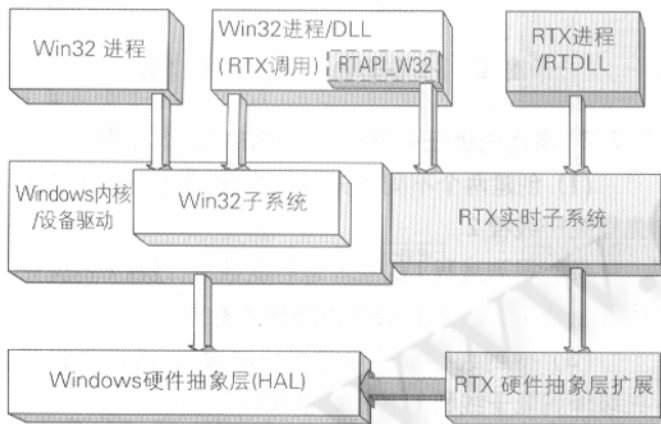 Win32 进程
Win32进程/DLL
(RTX调用)
RTAPI_W32
RTX进程
/RTDLL
Windows内核
/设备驱动
Win32子系统
RTX实时子系统
Windows硬件抽象层(HAL)
RTX 硬件抽象层扩展
www.